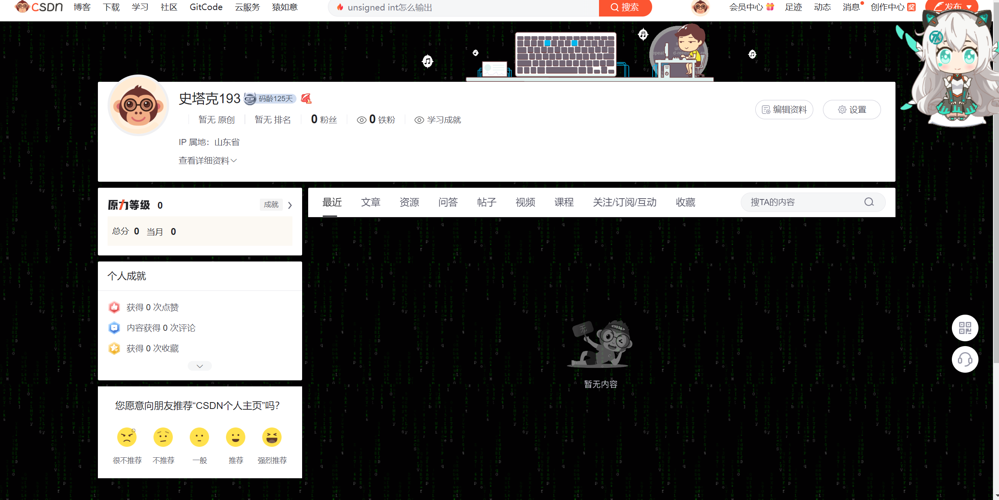 CSDN 博客 下载 学习 社区 GitCode 云服务 猿如意 unsigned int怎么输出 搜索 会员中心 足迹 动态 消息 创作中心 奖 发布
史塔克193 码龄125天 1
暂无 原创 暂无 排名 0 粉丝 0 铁粉 学习成就
编辑资料 设置
IP 属地：山东省
查看详细资料
原力等级 0 成就
总分 0 当月 0
最近 文章 资源 问答 帖子 视频 课程 关注/订阅/互动 收藏 搜TA的内容
个人成就
获得 0 次点赞
内容获得 0 次评论
获得 0 次收藏
无
<1024>
暂无内容
您愿意向朋友推荐“CSDN个人主页”吗?
很不推荐 不推荐 一般 推荐 强烈推荐